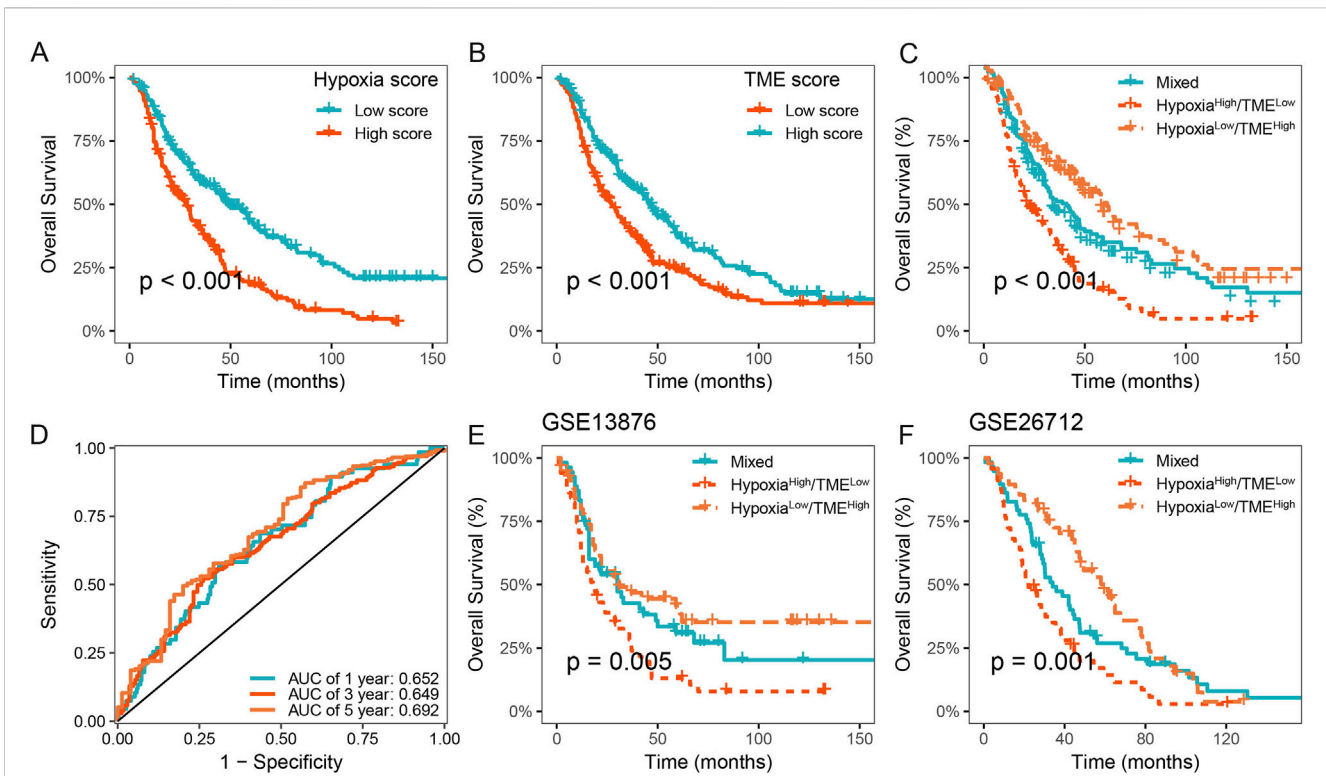 A
Hypoxia score
Low score
High score
p < 0.001
Overall Survival
100%
75%
50%
25%
0%
0
50
100
150
Time (months)
B
TME score
Low score
High score
p < 0.001
Overall Survival
100%
75%
50%
25%
0%
0
50
100
150
Time (months)
C
Mixed
HypoxiaHigh/TMELow
HypoxiaLow/TMEHigh
p < 0.001
Overall Survival (%)
100%
75%
50%
25%
0%
0
50
100
150
Time (months)
D
Sensitivity
1.00
0.75
0.50
0.25
0.00
AUC of 1 year: 0.652
AUC of 3 year: 0.649
AUC of 5 year: 0.692
0.00
0.25
0.50
0.75
1.00
1 − Specificity
E
GSE13876
Mixed
HypoxiaHigh/TMELow
HypoxiaLow/TMEHigh
p = 0.005
Overall Survival (%)
100%
75%
50%
25%
0%
0
50
100
150
Time (months)
F
GSE26712
Mixed
HypoxiaHigh/TMELow
HypoxiaLow/TMEHigh
p = 0.001
Overall Survival (%)
100%
75%
50%
25%
0%
0
40
80
120
Time (months)